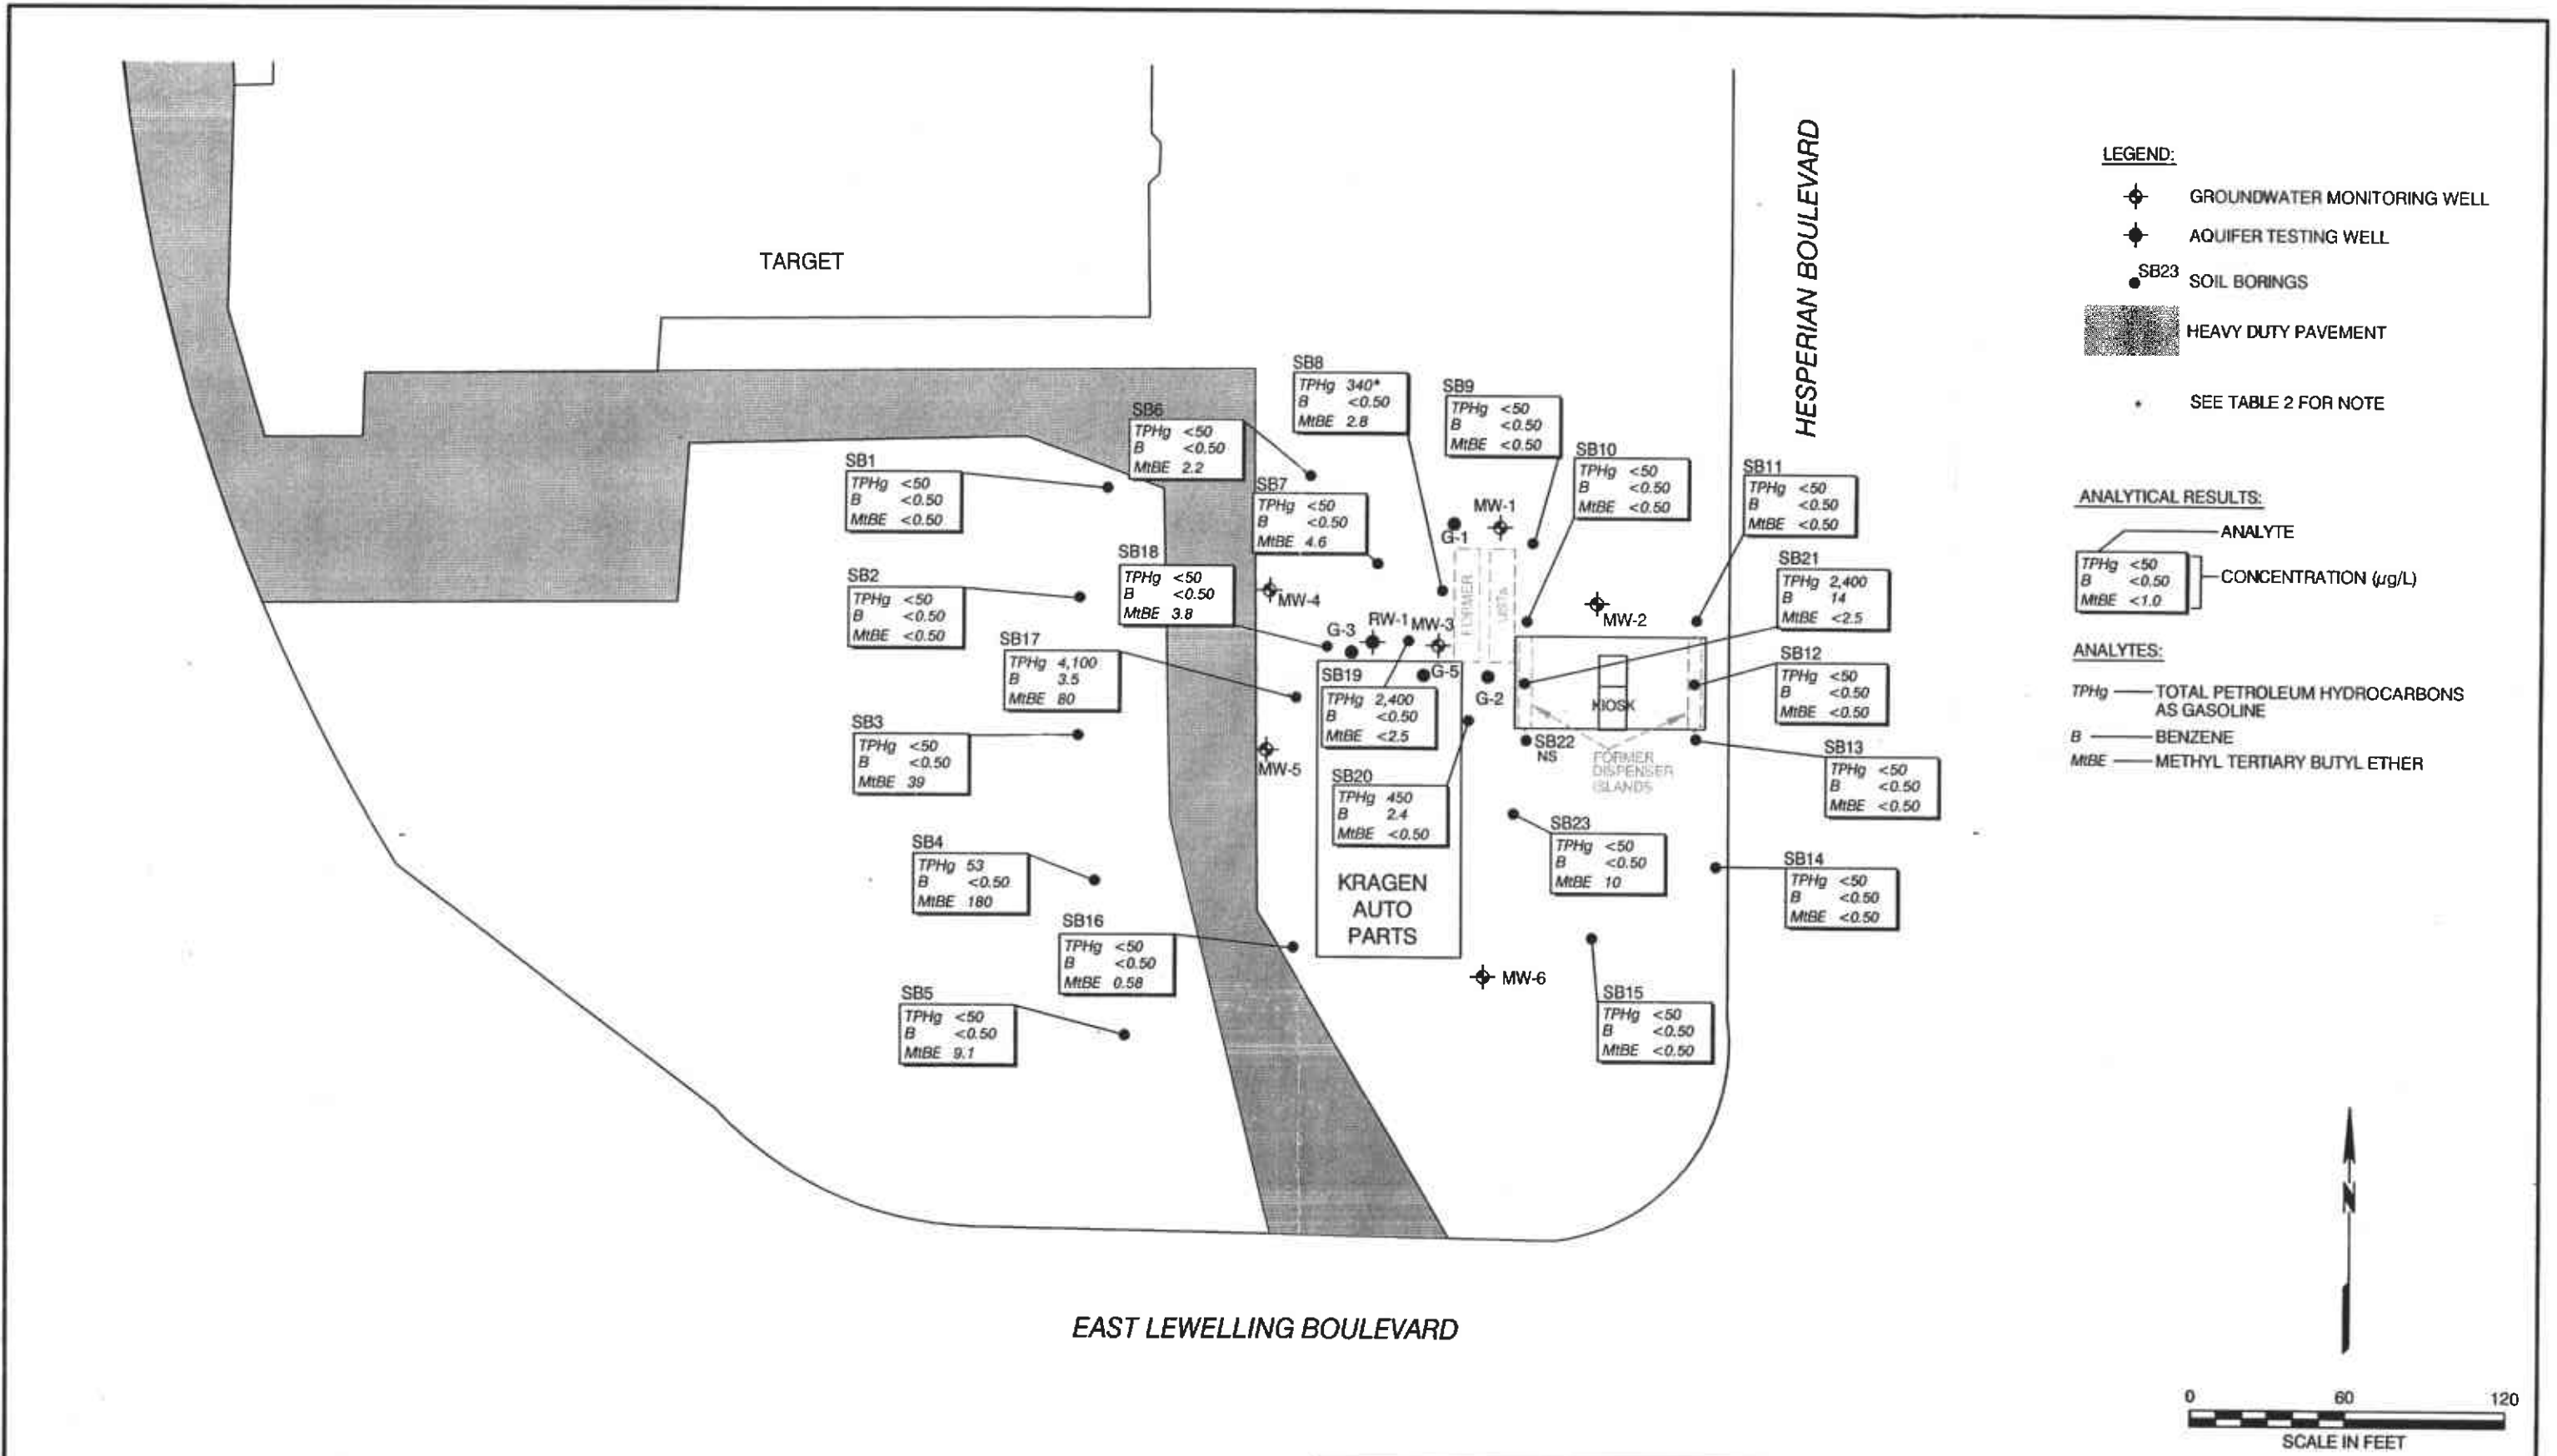 TARGET
HESPERIAN BOULEVARD
EAST LEWELLING BOULEVARD
SB1
TPHg <50
B <0.50
MtBE <0.50
SB2
TPHg <50
B <0.50
MtBE <0.50
SB3
TPHg <50
B <0.50
MtBE 39
SB4
TPHg 53
B <0.50
MtBE 180
SB5
TPHg <50
B <0.50
MtBE 9.1
SB6
TPHg <50
B <0.50
MtBE 2.2
SB7
TPHg <50
B <0.50
MtBE 4.6
SB8
TPHg 340*
B <0.50
MtBE 2.8
SB9
TPHg <50
B <0.50
MtBE <0.50
SB10
TPHg <50
B <0.50
MtBE <0.50
SB11
TPHg <50
B <0.50
MtBE <0.50
SB21
TPHg 2,400
B 14
MtBE <2.5
SB12
TPHg <50
B <0.50
MtBE <0.50
SB13
TPHg <50
B <0.50
MtBE <0.50
SB14
TPHg <50
B <0.50
MtBE <0.50
SB15
TPHg <50
B <0.50
MtBE <0.50
SB16
TPHg <50
B <0.50
MtBE 0.58
SB17
TPHg 4,100
B 3.5
MtBE 80
SB18
TPHg <50
B <0.50
MtBE 3.8
SB19
TPHg 2,400
B <0.50
MtBE <2.5
SB20
TPHg 450
B 2.4
MtBE <0.50
SB22
NS
SB23
TPHg <50
B <0.50
MtBE 10
MW-1
G-1
MW-2
MW-4
G-3
RW-1
MW-3
G-5
G-2
MW-5
MW-6
FORMER
USTs
KIOSK
FORMER
DISPENSER
ISLANDS
KRAGEN
AUTO
PARTS
LEGEND:
GROUNDWATER MONITORING WELL
AQUIFER TESTING WELL
SB23 SOIL BORINGS
HEAVY DUTY PAVEMENT
* SEE TABLE 2 FOR NOTE
ANALYTICAL RESULTS:
ANALYTE
TPHg <50
B <0.50
MtBE <1.0
CONCENTRATION (µg/L)
ANALYTES:
TPHg TOTAL PETROLEUM HYDROCARBONS
AS GASOLINE
B BENZENE
MtBE METHYL TERTIARY BUTYL ETHER
N
0 60 120
SCALE IN FEET